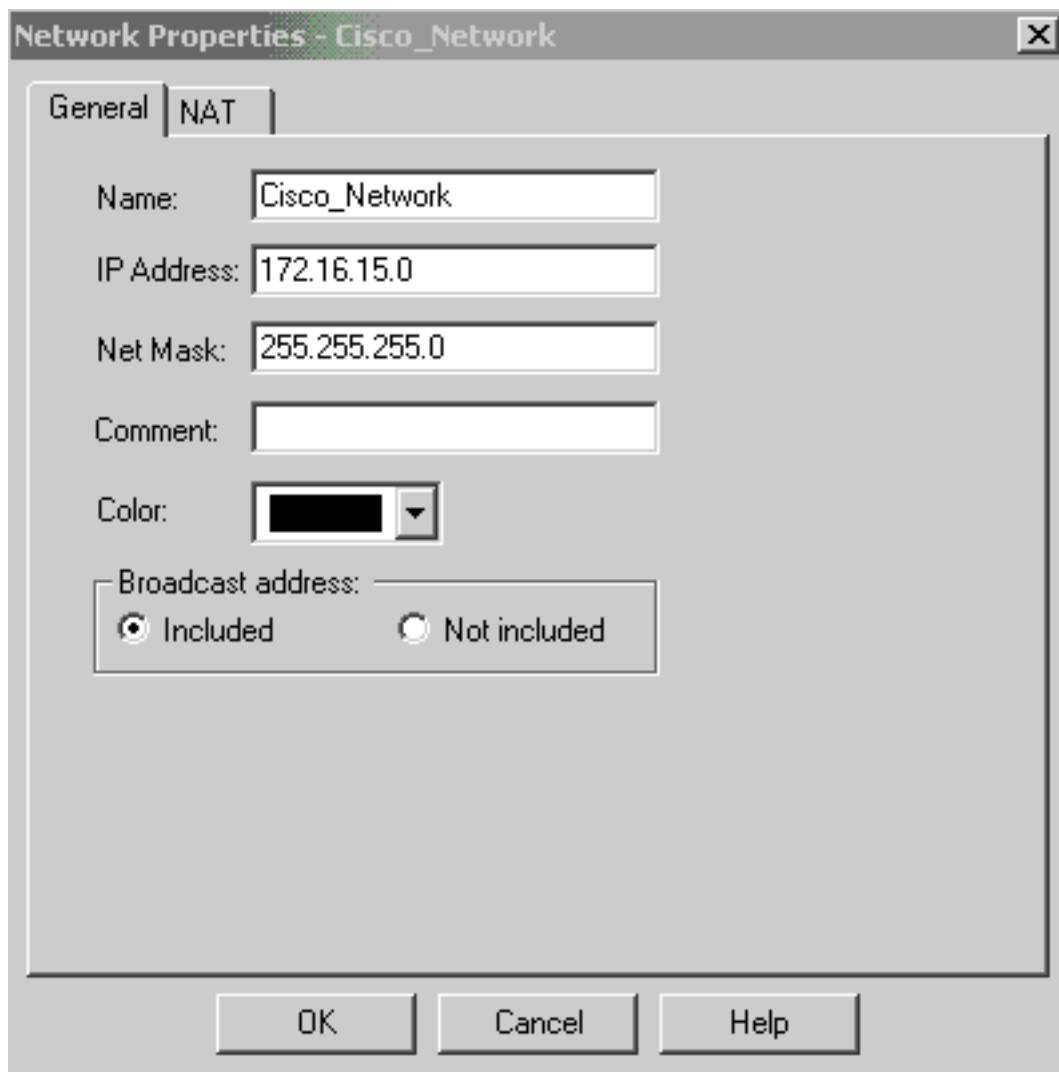 Network Properties - Cisco_Network
General
NAT
Name:
Cisco_Network
IP Address:
172.16.15.0
Net Mask:
255.255.255.0
Comment:
Color:
Broadcast address:
Included
Not included
OK
Cancel
Help